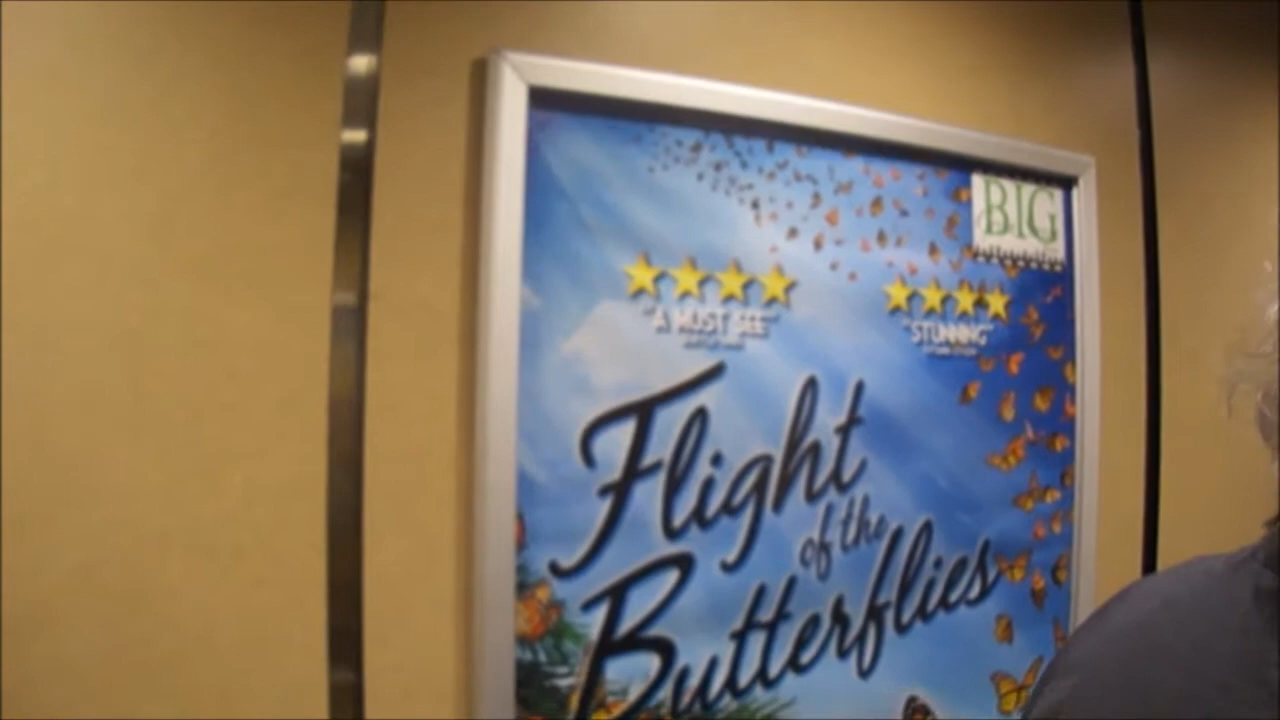 BIG
"A MUST SEE"
"STUNNING"
Flight
of the
Butterflies